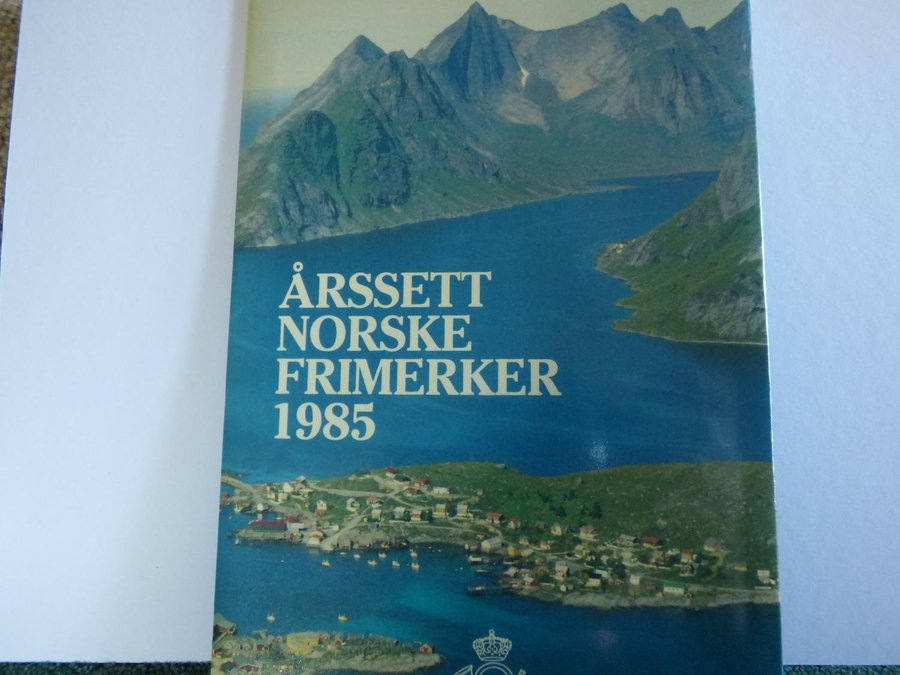 ÅRSSETT
NORSKE
FRIMERKER
1985